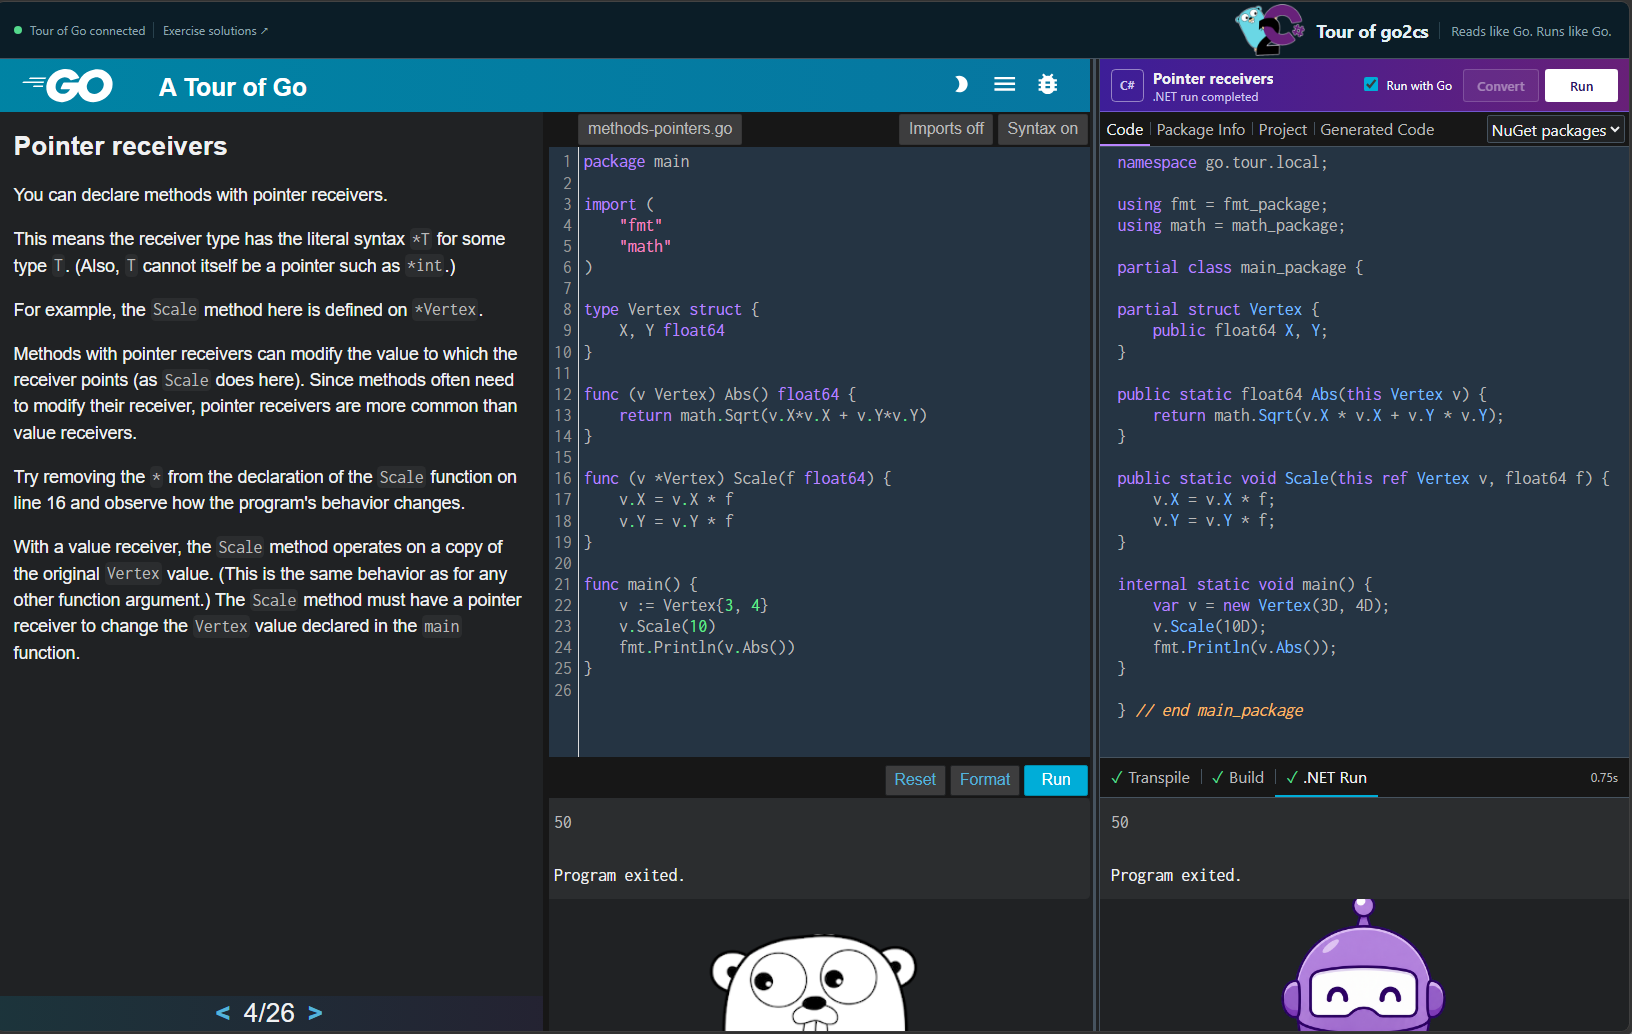 Tour of Go connected
Exercise solutions ↗
Tour of go2cs
Reads like Go. Runs like Go.
GO
A Tour of Go
C#
Pointer receivers
.NET run completed
Run with Go
Convert
Run
Pointer receivers
You can declare methods with pointer receivers.
This means the receiver type has the literal syntax *T for some
type T. (Also, T cannot itself be a pointer such as *int.)
For example, the Scale method here is defined on *Vertex.
Methods with pointer receivers can modify the value to which the
receiver points (as Scale does here). Since methods often need
to modify their receiver, pointer receivers are more common than
value receivers.
Try removing the * from the declaration of the Scale function on
line 16 and observe how the program's behavior changes.
With a value receiver, the Scale method operates on a copy of
the original Vertex value. (This is the same behavior as for any
other function argument.) The Scale method must have a pointer
receiver to change the Vertex value declared in the main
function.
< 4/26 >
methods-pointers.go
Imports off
Syntax on
1 package main
2
3 import (
4     "fmt"
5     "math"
6 )
7
8 type Vertex struct {
9     X, Y float64
10 }
11
12 func (v Vertex) Abs() float64 {
13     return math.Sqrt(v.X*v.X + v.Y*v.Y)
14 }
15
16 func (v *Vertex) Scale(f float64) {
17     v.X = v.X * f
18     v.Y = v.Y * f
19 }
20
21 func main() {
22     v := Vertex{3, 4}
23     v.Scale(10)
24     fmt.Println(v.Abs())
25 }
26
Reset
Format
Run
50
Program exited.
Code
Package Info
Project
Generated Code
NuGet packages
namespace go.tour.local;
using fmt = fmt_package;
using math = math_package;
partial class main_package {
partial struct Vertex {
    public float64 X, Y;
}
public static float64 Abs(this Vertex v) {
    return math.Sqrt(v.X * v.X + v.Y * v.Y);
}
public static void Scale(this ref Vertex v, float64 f) {
    v.X = v.X * f;
    v.Y = v.Y * f;
}
internal static void main() {
    var v = new Vertex(3D, 4D);
    v.Scale(10D);
    fmt.Println(v.Abs());
}
} // end main_package
✓ Transpile
✓ Build
✓ .NET Run
0.75s
50
Program exited.